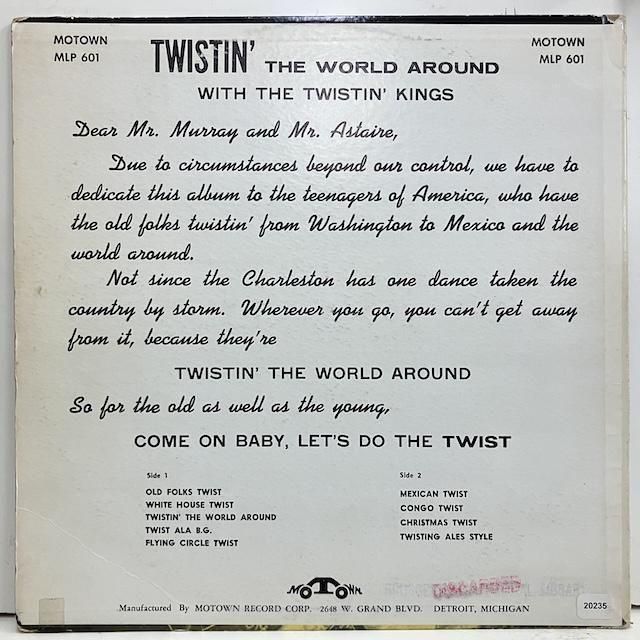 MOTOWN
MLP 601
TWISTIN' THE WORLD AROUND
MOTOWN
MLP 601
WITH THE TWISTIN' KINGS
Dear Mr. Murray and Mr. Astaire,
Due to circumstances beyond our control, we have to
dedicate this album to the teenagers of America, who have
the old folks twistin' from Washington to Mexico and the
world around.
Not since the Charleston has one dance taken the
country by storm. Wherever you go, you can't get away
from it, because they're
TWISTIN' THE WORLD AROUND
So for the old as well as the young,
COME ON BABY, LET'S DO THE TWIST
Side 1
OLD FOLKS TWIST
WHITE HOUSE TWIST
TWISTIN' THE WORLD AROUND
TWIST ALA B.G.
FLYING CIRCLE TWIST
Side 2
MEXICAN TWIST
CONGO TWIST
CHRISTMAS TWIST
TWISTING ALES STYLE
MOTOWN
Manufactured By MOTOWN RECORD CORP. 2648 W. GRAND BLVD. DETROIT, MICHIGAN
20235